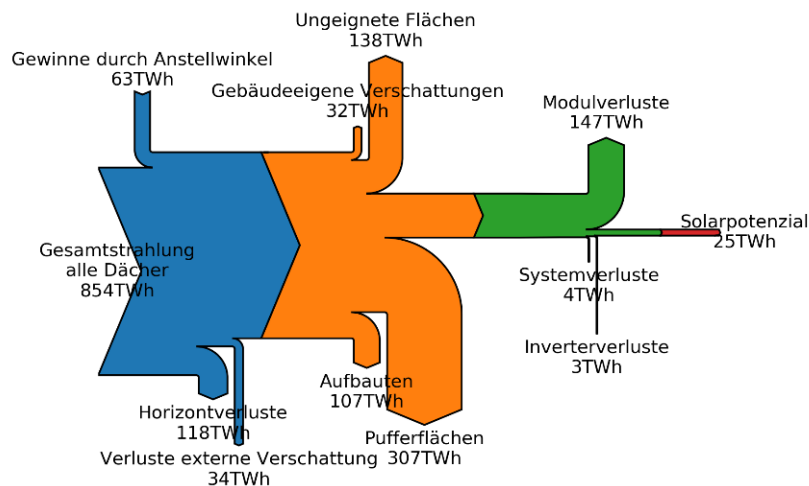 Ungeignete Flächen
138TWh
Gewinne durch Anstellwinkel
63TWh
Gebäudeeigene Verschattungen
32TWh
Modulverluste
147TWh
Solarpotenzial
25TWh
Gesamtstrahlung
alle Dächer
854TWh
Systemverluste
4TWh
Inverterverluste
3TWh
Aufbauten
107TWh
Horizontverluste
118TWh
Pufferflächen
307TWh
Verluste externe Verschattung
34TWh